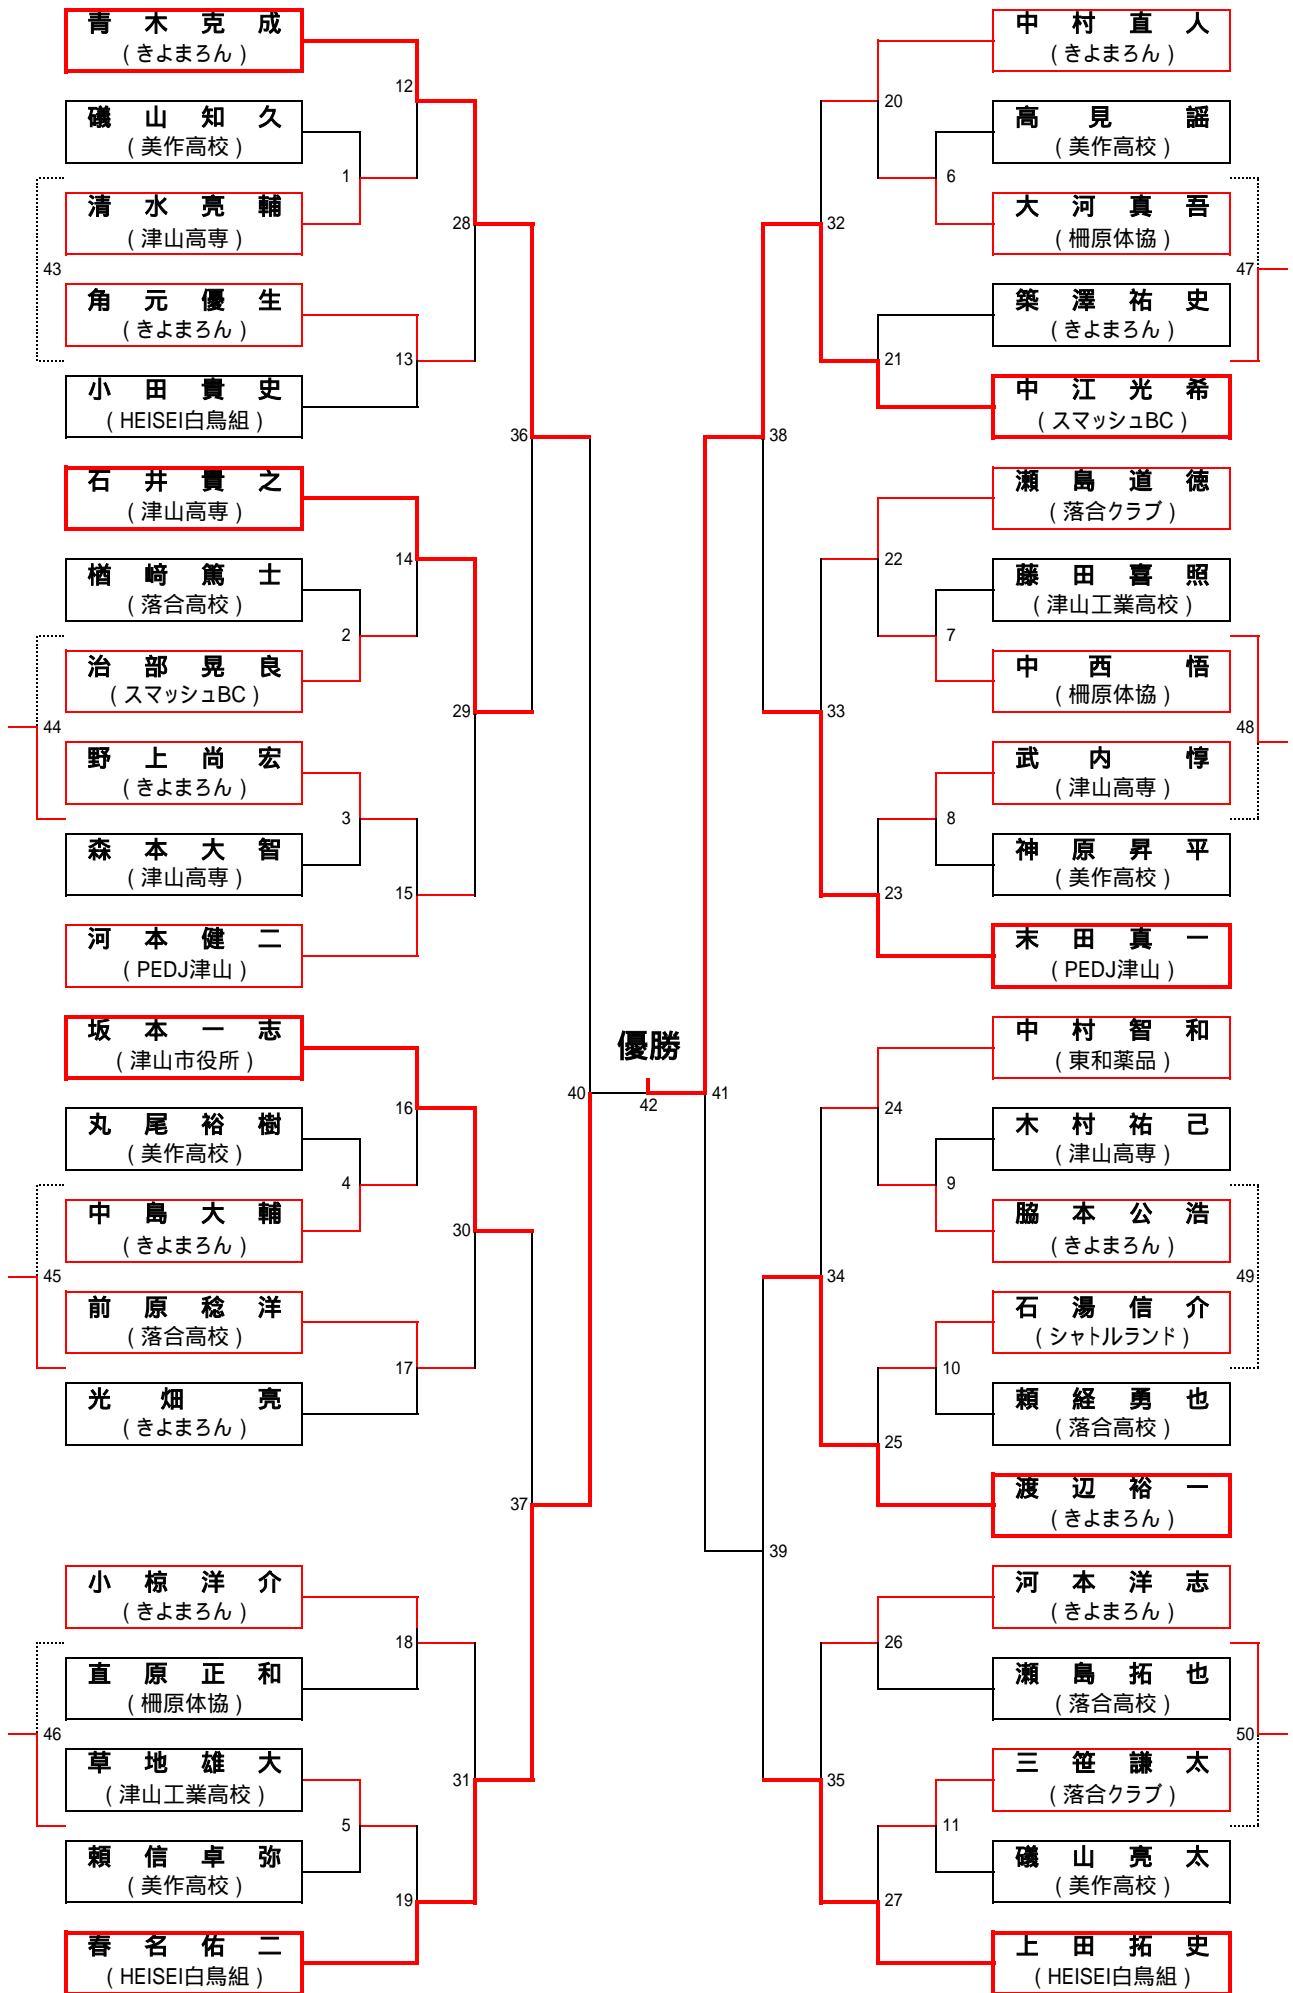 青木克成
(きよまろん)
12
礒山知久
(美作高校)
1
清水亮輔
(津山高専)
28
43
角元優生
(きよまろん)
13
小田貴史
(HEISEI白鳥組)
36
石井貴之
(津山高専)
14
楢﨑篤士
(落合高校)
2
治部晃良
(スマッシュBC)
29
44
野上尚宏
(きよまろん)
3
森本大智
(津山高専)
15
河本健二
(PEDJ津山)
坂本一志
(津山市役所)
40
16
丸尾裕樹
(美作高校)
4
中島大輔
(きよまろん)
30
45
前原稔洋
(落合高校)
17
光畑亮
(きよまろん)
37
小椋洋介
(きよまろん)
18
直原正和
(柵原体協)
46
草地雄大
(津山工業高校)
31
5
頼信卓弥
(美作高校)
19
春名佑二
(HEISEI白鳥組)
優勝
42
中村直人
(きよまろん)
20
高見謡
(美作高校)
6
大河真吾
(柵原体協)
32
47
築澤祐史
(きよまろん)
21
中江光希
(スマッシュBC)
38
瀬島道徳
(落合クラブ)
22
藤田喜照
(津山工業高校)
7
中西悟
(柵原体協)
33
48
武内惇
(津山高専)
8
神原昇平
(美作高校)
23
末田真一
(PEDJ津山)
中村智和
(東和薬品)
41
24
木村祐己
(津山高専)
9
脇本公浩
(きよまろん)
34
49
石湯信介
(シャトルランド)
10
頼経勇也
(落合高校)
25
渡辺裕一
(きよまろん)
39
河本洋志
(きよまろん)
26
瀬島拓也
(落合高校)
50
三笹謙太
(落合クラブ)
35
11
礒山亮太
(美作高校)
27
上田拓史
(HEISEI白鳥組)